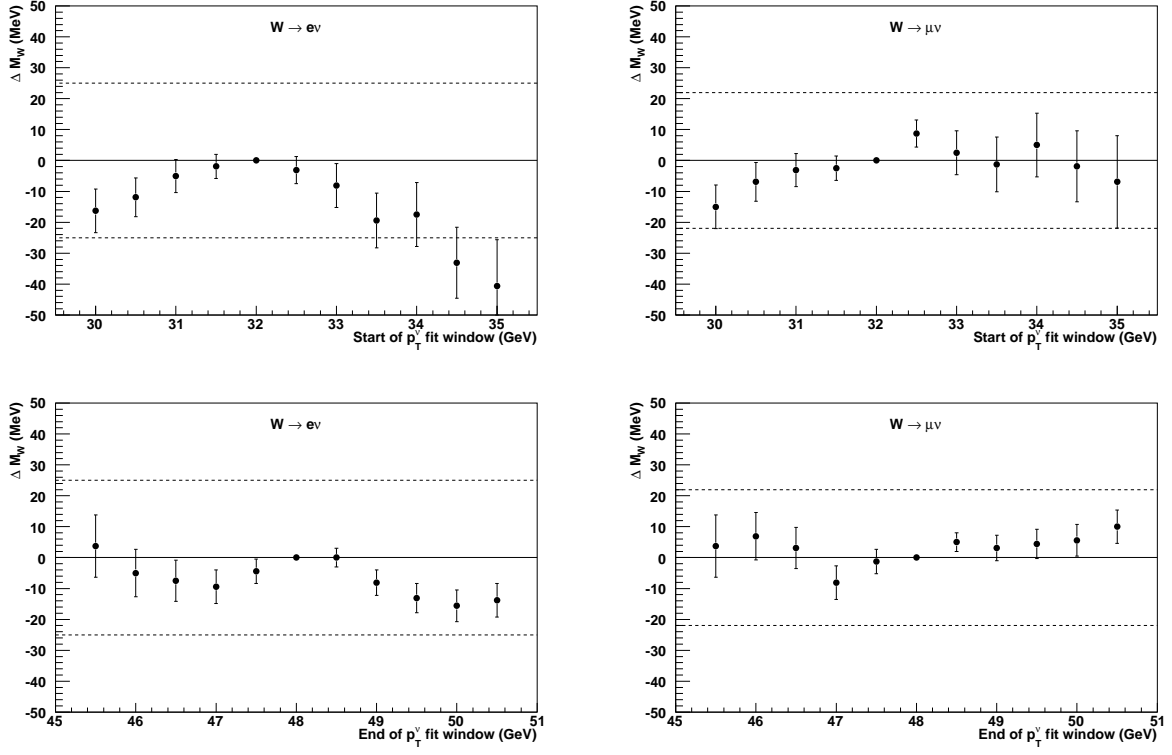 W → eν
Δ M_W (MeV)
50
40
30
20
10
0
-10
-20
-30
-40
-50
30 31 32 33 34 35
Start of p_T^ν fit window (GeV)
W → μν
Δ M_W (MeV)
50
40
30
20
10
0
-10
-20
-30
-40
-50
30 31 32 33 34 35
Start of p_T^ν fit window (GeV)
W → eν
Δ M_W (MeV)
50
40
30
20
10
0
-10
-20
-30
-40
-50
45 46 47 48 49 50 51
End of p_T^ν fit window (GeV)
W → μν
Δ M_W (MeV)
50
40
30
20
10
0
-10
-20
-30
-40
-50
45 46 47 48 49 50 51
End of p_T^ν fit window (GeV)